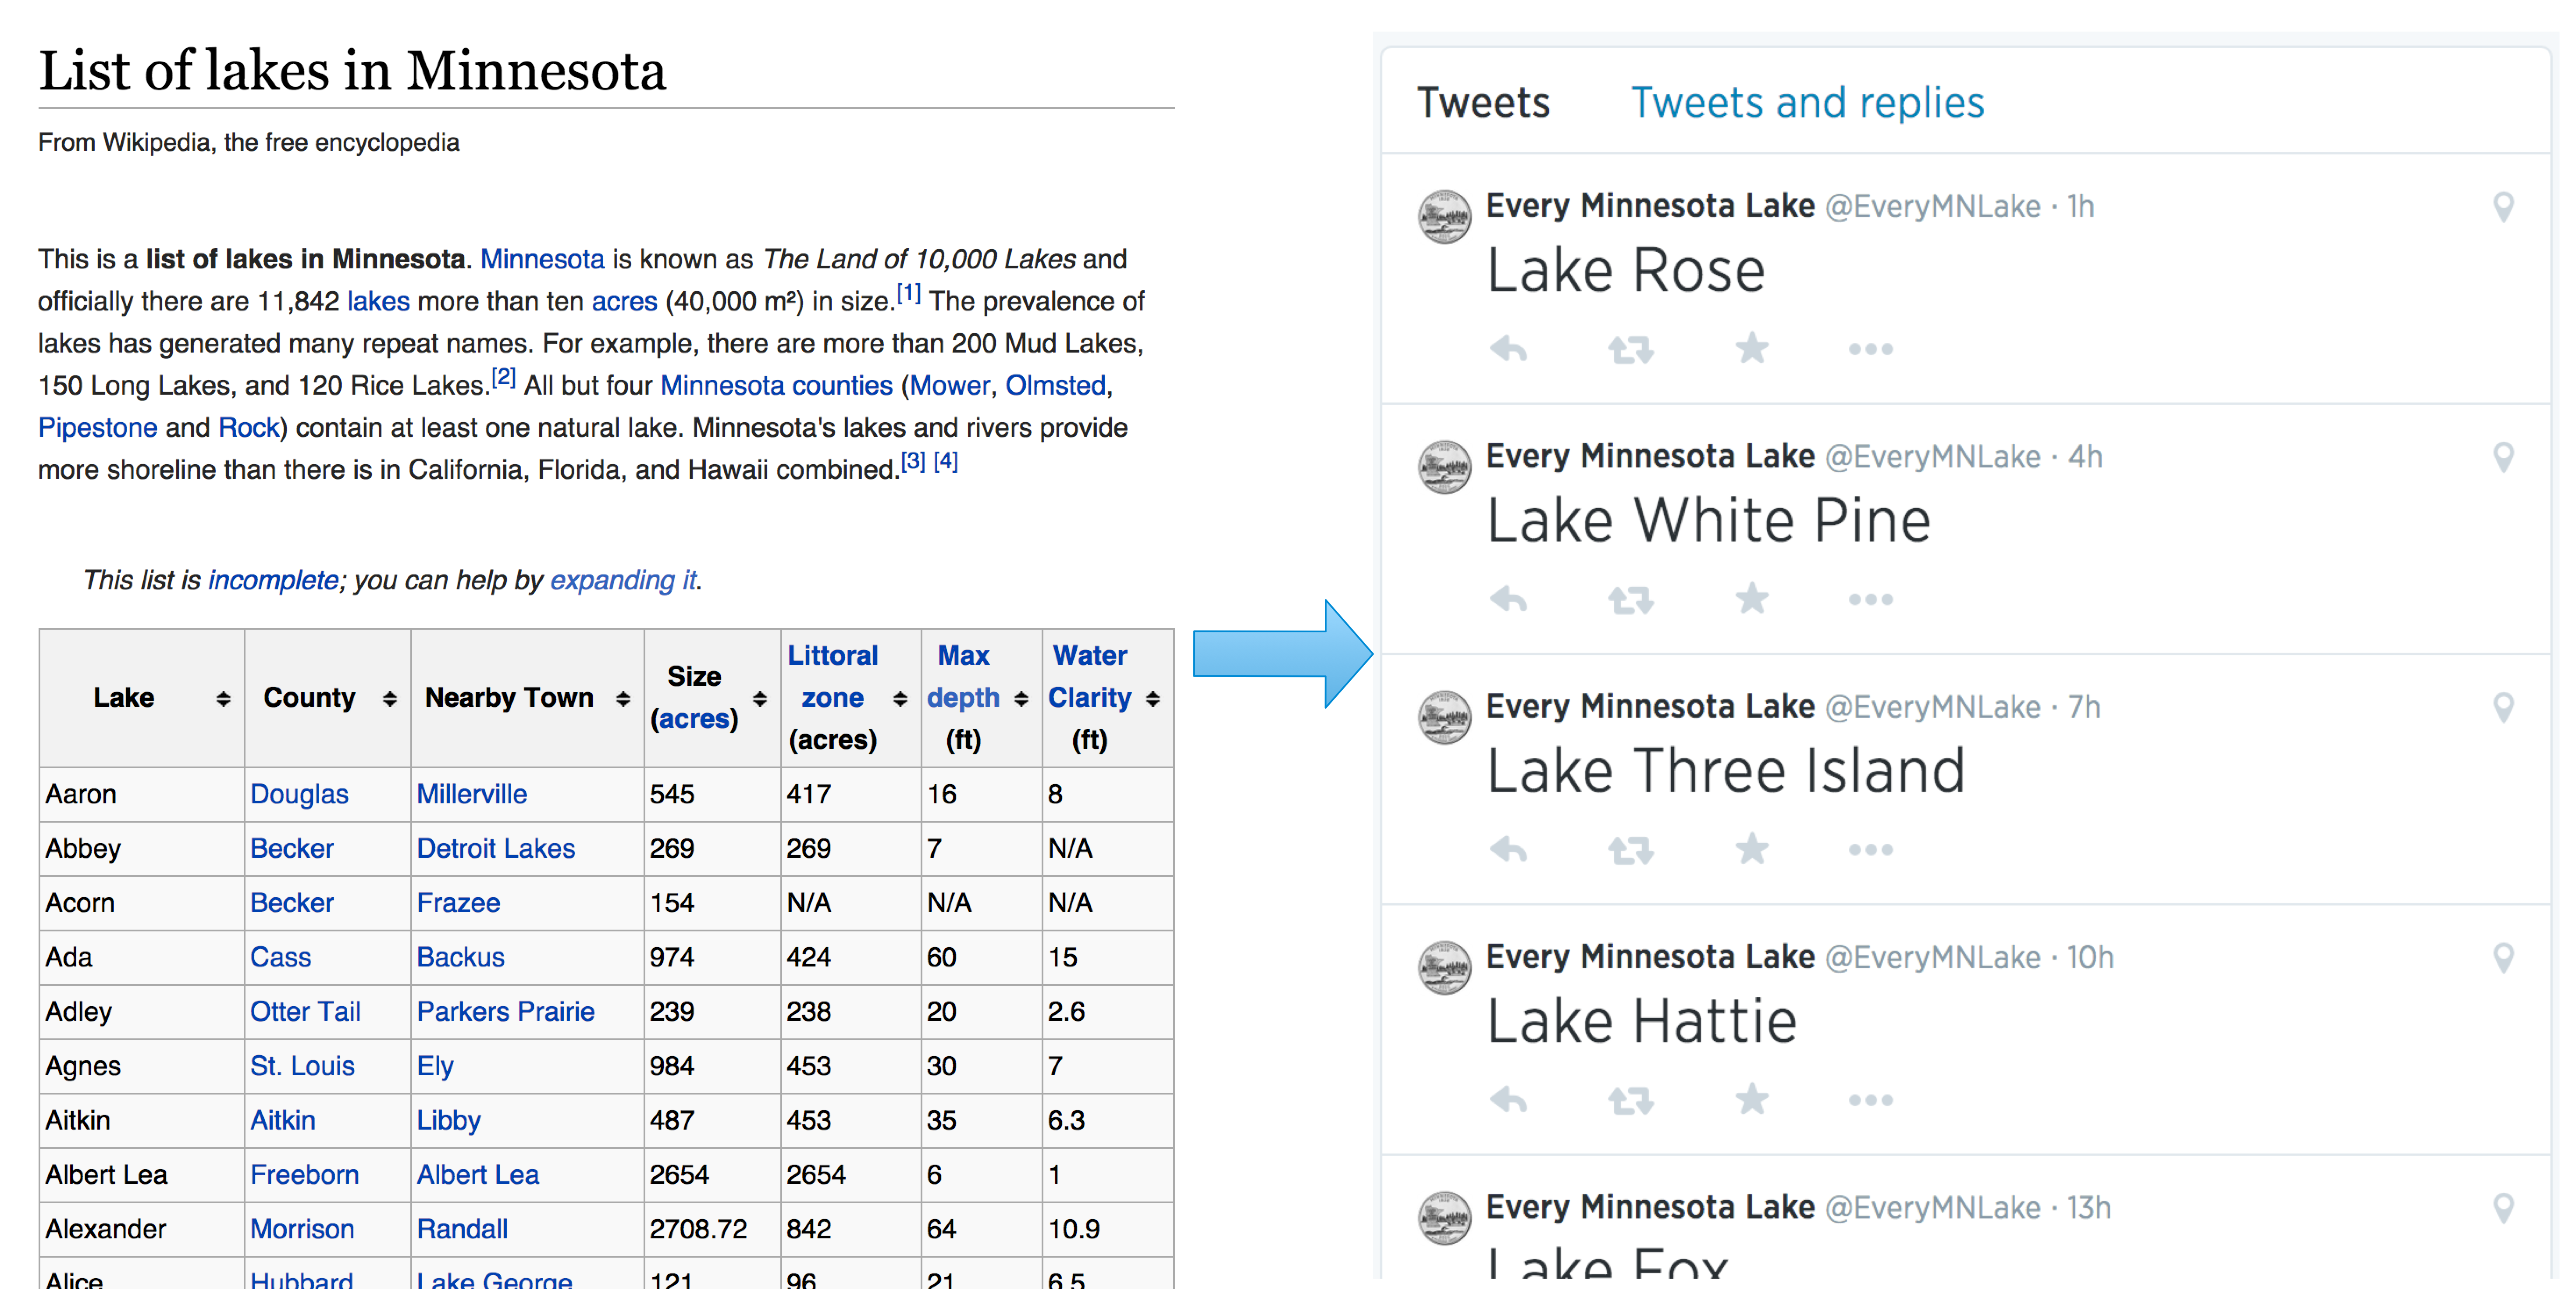 List of lakes in Minnesota
From Wikipedia, the free encyclopedia
This is a list of lakes in Minnesota. Minnesota is known as The Land of 10,000 Lakes and
officially there are 11,842 lakes more than ten acres (40,000 m²) in size.[1] The prevalence of
lakes has generated many repeat names. For example, there are more than 200 Mud Lakes,
150 Long Lakes, and 120 Rice Lakes.[2] All but four Minnesota counties (Mower, Olmsted,
Pipestone and Rock) contain at least one natural lake. Minnesota's lakes and rivers provide
more shoreline than there is in California, Florida, and Hawaii combined.[3] [4]
This list is incomplete; you can help by expanding it.
Lake County Nearby Town Size (acres) Littoral zone (acres) Max depth (ft) Water Clarity (ft)
Aaron Douglas Millerville 545 417 16 8
Abbey Becker Detroit Lakes 269 269 7 N/A
Acorn Becker Frazee 154 N/A N/A N/A
Ada Cass Backus 974 424 60 15
Adley Otter Tail Parkers Prairie 239 238 20 2.6
Agnes St. Louis Ely 984 453 30 7
Aitkin Aitkin Libby 487 453 35 6.3
Albert Lea Freeborn Albert Lea 2654 2654 6 1
Alexander Morrison Randall 2708.72 842 64 10.9
Alice Hubbard Lake George 121 96 21 6.5
Tweets Tweets and replies
Every Minnesota Lake @EveryMNLake · 1h
Lake Rose
Every Minnesota Lake @EveryMNLake · 4h
Lake White Pine
Every Minnesota Lake @EveryMNLake · 7h
Lake Three Island
Every Minnesota Lake @EveryMNLake · 10h
Lake Hattie
Every Minnesota Lake @EveryMNLake · 13h
Lake Fox